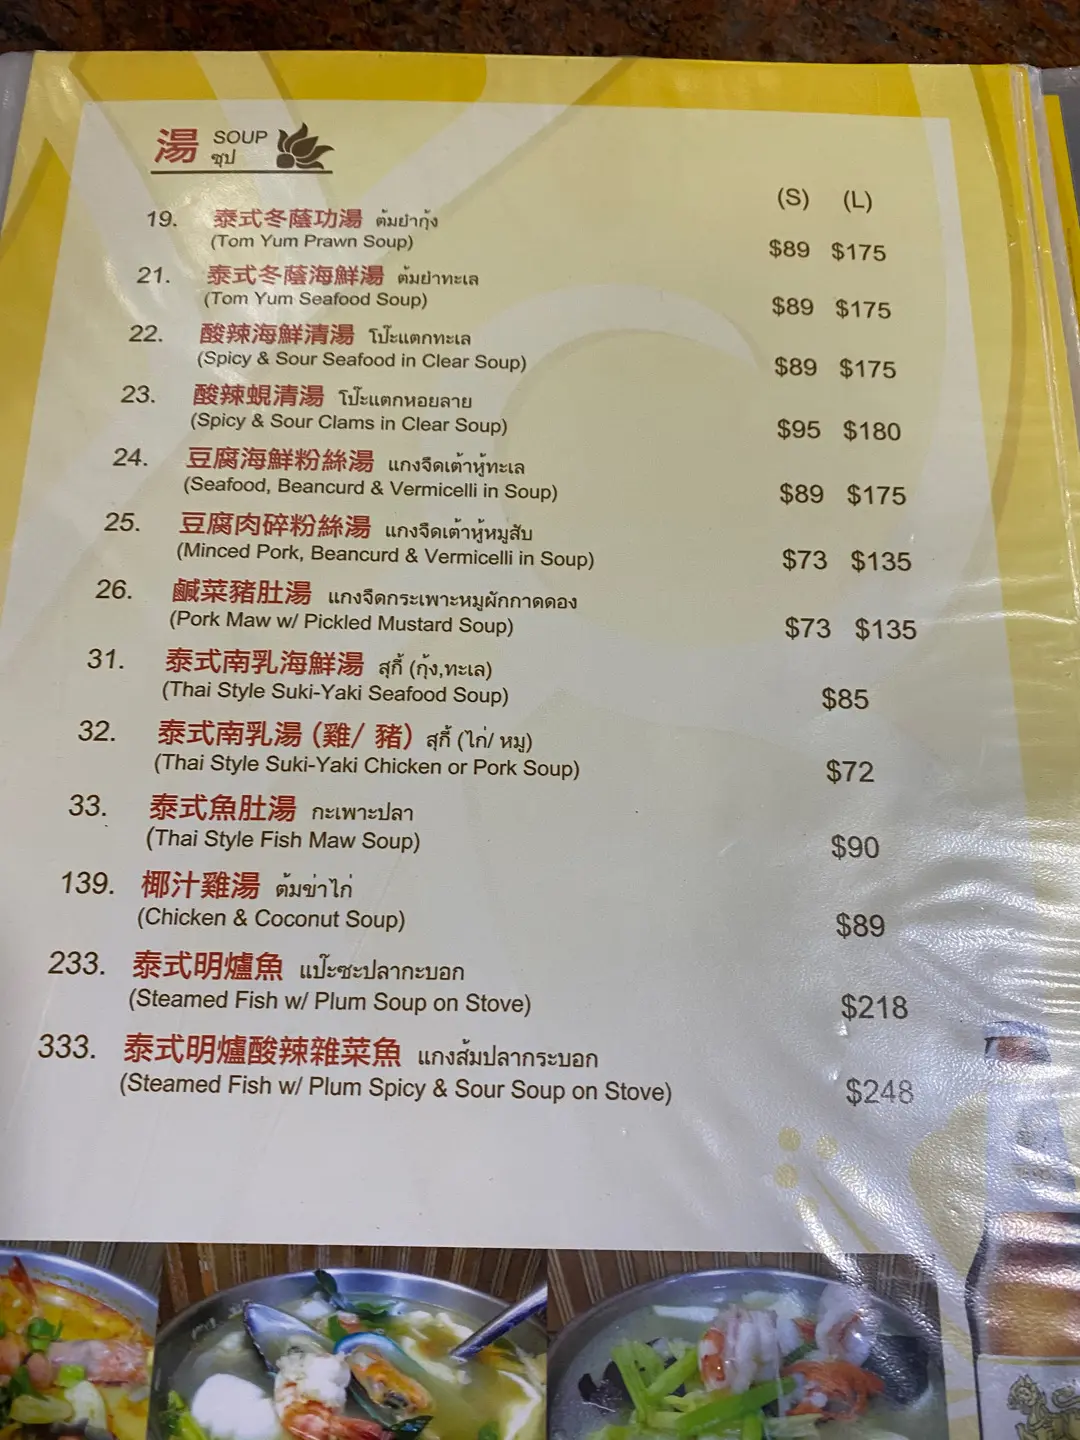 湯 SOUP
ซุป
(S) (L)
19. 泰式冬蔭功湯 ต้มยำกุ้ง
(Tom Yum Prawn Soup) $89 $175
21. 泰式冬蔭海鮮湯 ต้มยำทะเล
(Tom Yum Seafood Soup) $89 $175
22. 酸辣海鮮清湯 โป๊ะแตกทะเล
(Spicy & Sour Seafood in Clear Soup) $89 $175
23. 酸辣蜆清湯 โป๊ะแตกหอยลาย
(Spicy & Sour Clams in Clear Soup) $95 $180
24. 豆腐海鮮粉絲湯 แกงจืดเต้าหู้ทะเล
(Seafood, Beancurd & Vermicelli in Soup) $89 $175
25. 豆腐肉碎粉絲湯 แกงจืดเต้าหู้หมูสับ
(Minced Pork, Beancurd & Vermicelli in Soup) $73 $135
26. 鹹菜豬肚湯 แกงจืดกระเพาะหมูผักกาดดอง
(Pork Maw w/ Pickled Mustard Soup) $73 $135
31. 泰式南乳海鮮湯 สุกี้ (กุ้ง,ทะเล)
(Thai Style Suki-Yaki Seafood Soup) $85
32. 泰式南乳湯 (雞/ 豬) สุกี้ (ไก่/ หมู)
(Thai Style Suki-Yaki Chicken or Pork Soup) $72
33. 泰式魚肚湯 กะเพาะปลา
(Thai Style Fish Maw Soup) $90
139. 椰汁雞湯 ต้มข่าไก่
(Chicken & Coconut Soup) $89
233. 泰式明爐魚 แป๊ะซะปลากะบอก
(Steamed Fish w/ Plum Soup on Stove) $218
333. 泰式明爐酸辣雜菜魚 แกงส้มปลากระบอก
(Steamed Fish w/ Plum Spicy & Sour Soup on Stove) $248